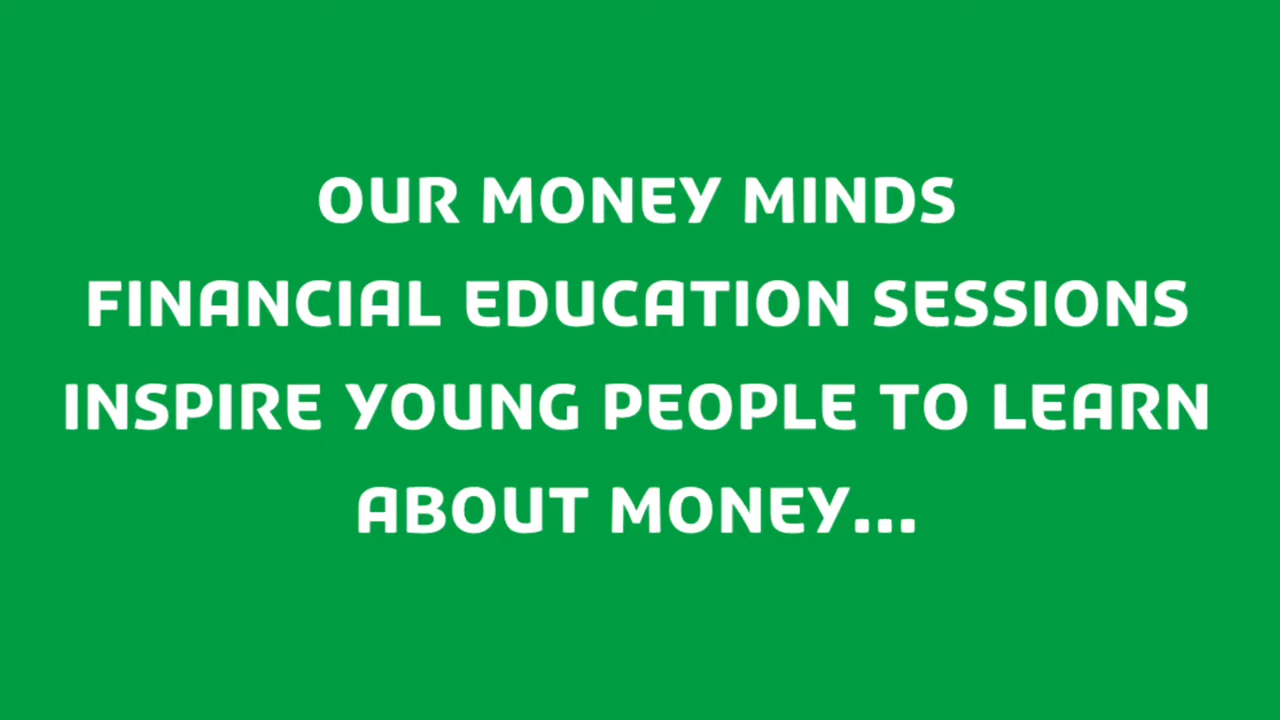 OUR MONEY MINDS
FINANCIAL EDUCATION SESSIONS
INSPIRE YOUNG PEOPLE TO LEARN
ABOUT MONEY...